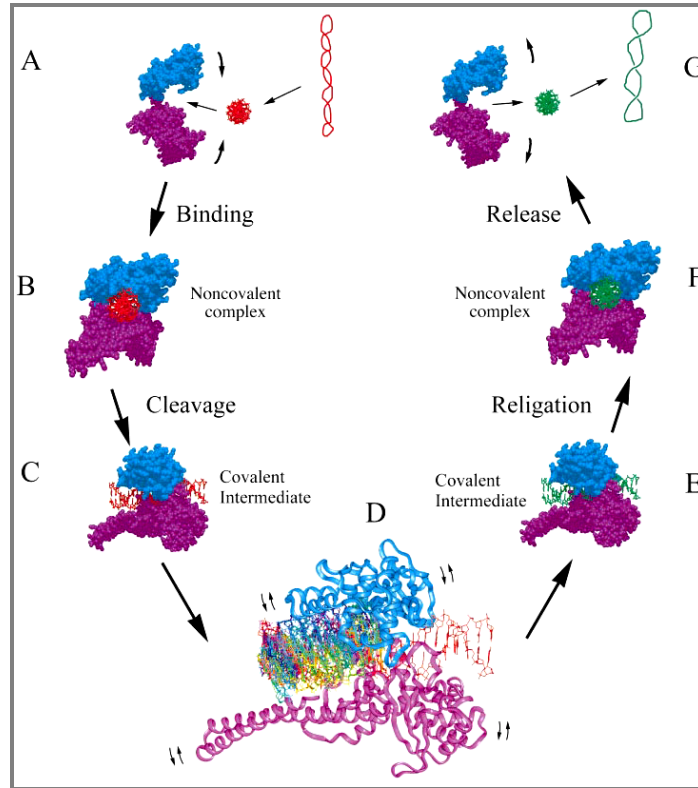 A
G
Binding
Release
B
Noncovalent
complex
Noncovalent
complex
F
Cleavage
Religation
C
Covalent
Intermediate
Covalent
Intermediate
E
D